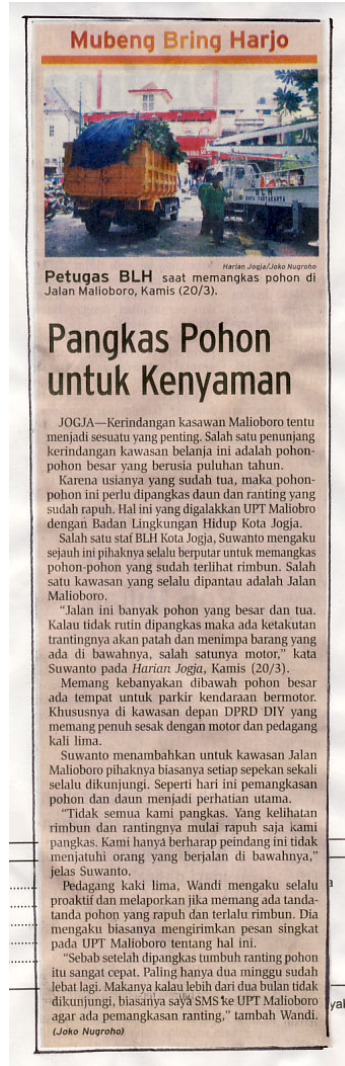 Mubeng Bring Harjo
Harian Jogja/Joko Nugroho
Petugas BLH saat memangkas pohon di
Jalan Malioboro, Kamis (20/3).
Pangkas Pohon
untuk Kenyaman
JOGJA—Kerindangan kasawan Malioboro tentu
menjadi sesuatu yang penting. Salah satu penunjang
kerindangan kawasan belanja ini adalah pohon-
pohon besar yang berusia puluhan tahun.
Karena usianya yang sudah tua, maka pohon-
pohon ini perlu dipangkas daun dan ranting yang
sudah rapuh. Hal ini yang digalakkan UPT Maliobro
dengan Badan Lingkungan Hidup Kota Jogja.
Salah satu staf BLH Kota Jogja, Suwanto mengaku
sejauh ini pihaknya selalu berputar untuk memangkas
pohon-pohon yang sudah terlihat rimbun. Salah
satu kawasan yang selalu dipantau adalah Jalan
Malioboro.
“Jalan ini banyak pohon yang besar dan tua.
Kalau tidak rutin dipangkas maka ada ketakutan
trantingnya akan patah dan menimpa barang yang
ada di bawahnya, salah satunya motor,” kata
Suwanto pada Harian Jogja, Kamis (20/3).
Memang kebanyakan dibawah pohon besar
ada tempat untuk parkir kendaraan bermotor.
Khususnya di kawasan depan DPRD DIY yang
memang penuh sesak dengan motor dan pedagang
kali lima.
Suwanto menambahkan untuk kawasan Jalan
Malioboro pihaknya biasanya setiap sepekan sekali
selalu dikunjungi. Seperti hari ini pemangkasan
pohon dan daun menjadi perhatian utama.
“Tidak semua kami pangkas. Yang kelihatan
rimbun dan rantingnya mulai rapuh saja kami
pangkas. Kami hanya berharap peindang ini tidak
menjatuhi orang yang berjalan di bawahnya,”
jelas Suwanto.
Pedagang kaki lima, Wandi mengaku selalu
proaktif dan melaporkan jika memang ada tanda-
tanda pohon yang rapuh dan terlalu rimbun. Dia
mengaku biasanya mengirimkan pesan singkat
pada UPT Malioboro tentang hal ini.
“Sebab setelah dipangkas tumbuh ranting pohon
itu sangat cepat. Paling hanya dua minggu sudah
lebat lagi. Makanya kalau lebih dari dua bulan tidak
dikunjungi, biasanya saya SMS ke UPT Malioboro
agar ada pemangkasan ranting,” tambah Wandi.
(Joko Nugroho)